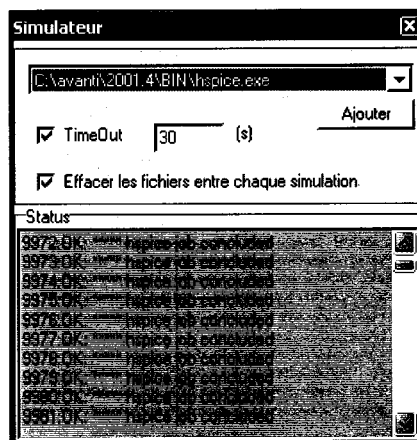 Simulateur
C:\avanti\2001.4\BIN\hspice.exe
Ajouter
TimeOut 30 (s)
Effacer les fichiers entre chaque simulation
Status
9972:OK: hspice job concluded
9973:OK: hspice job concluded
9974:OK: hspice job concluded
9975:OK: hspice job concluded
9976:OK: hspice job concluded
9977:OK: hspice job concluded
9978:OK: hspice job concluded
9979:OK: hspice job concluded
9980:OK: hspice job concluded
9981:OK: hspice job concluded